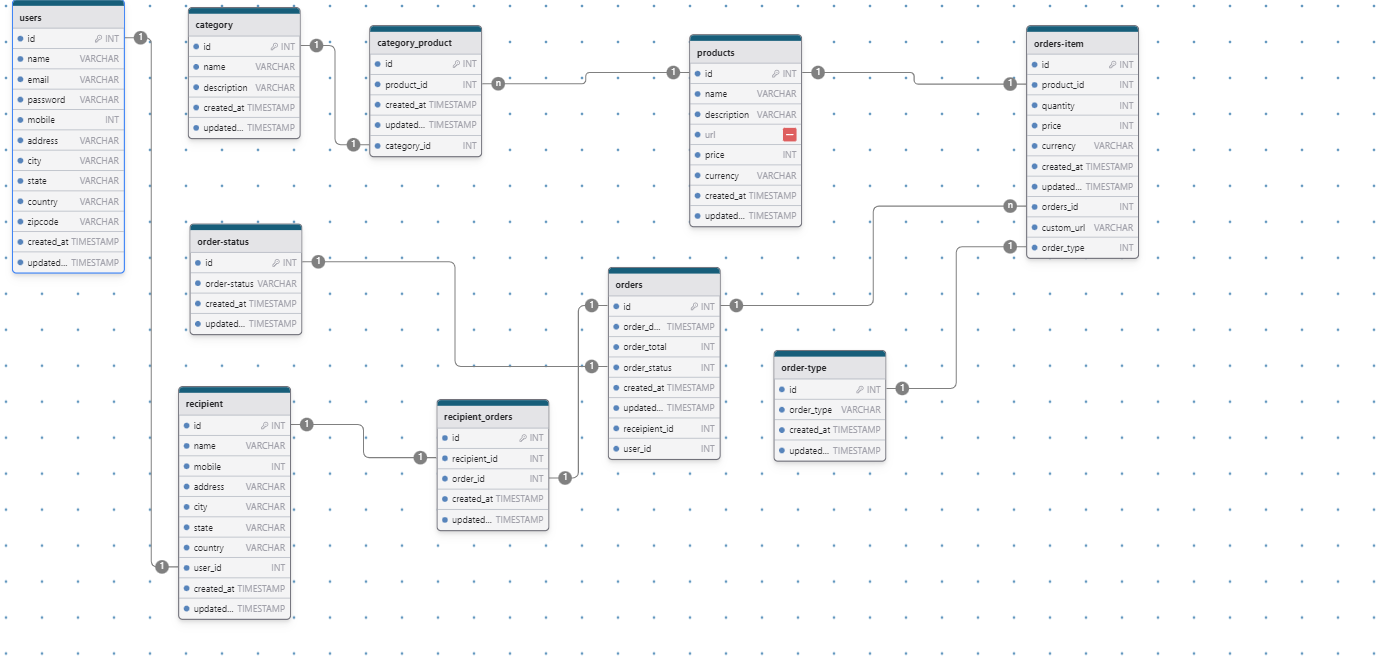 users
id INT
name VARCHAR
email VARCHAR
password VARCHAR
mobile INT
address VARCHAR
city VARCHAR
state VARCHAR
country VARCHAR
zipcode VARCHAR
created_at TIMESTAMP
updated... TIMESTAMP
1
1
category
id INT
name VARCHAR
description VARCHAR
created_at TIMESTAMP
updated... TIMESTAMP
1
1
category_product
id INT
product_id INT
created_at TIMESTAMP
updated... TIMESTAMP
category_id INT
n
1
products
id INT
name VARCHAR
description VARCHAR
url
price INT
currency VARCHAR
created_at TIMESTAMP
updated... TIMESTAMP
1
1
orders-item
id INT
product_id INT
quantity INT
price INT
currency VARCHAR
created_at TIMESTAMP
updated... TIMESTAMP
orders_id INT
custom_url VARCHAR
order_type INT
n
1
order-status
id INT
order-status VARCHAR
created_at TIMESTAMP
updated... TIMESTAMP
1
1
orders
id INT
order_d... TIMESTAMP
order_total INT
order_status INT
created_at TIMESTAMP
updated... TIMESTAMP
receipient_id INT
user_id INT
1
1
order-type
id INT
order_type VARCHAR
created_at TIMESTAMP
updated... TIMESTAMP
1
recipient
id INT
name VARCHAR
mobile INT
address VARCHAR
city VARCHAR
state VARCHAR
country VARCHAR
user_id INT
created_at TIMESTAMP
updated... TIMESTAMP
1
1
recipient_orders
id INT
recipient_id INT
order_id INT
created_at TIMESTAMP
updated... TIMESTAMP
1